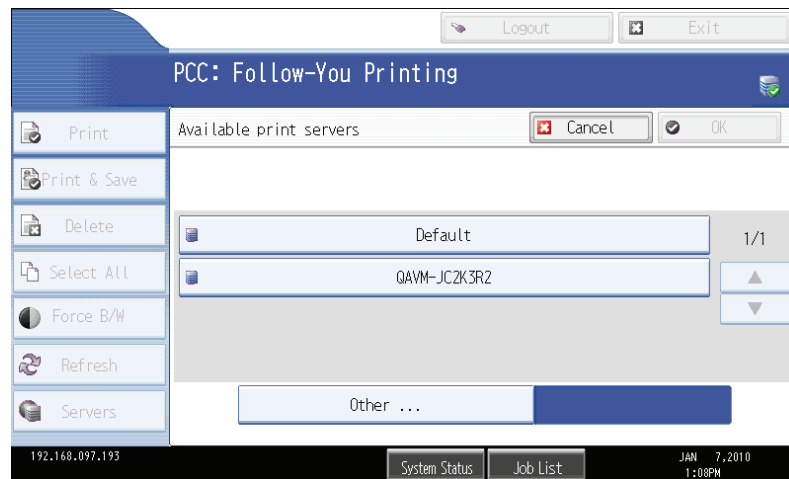 Logout Exit
PCC: Follow-You Printing
Print
Available print servers
Cancel OK
Print & Save
Delete
Default
1/1
Select All
QAVM-JC2K3R2
Force B/W
Refresh
Servers
Other ...
192.168.097.193
System Status Job List
JAN 7,2010
1:08PM